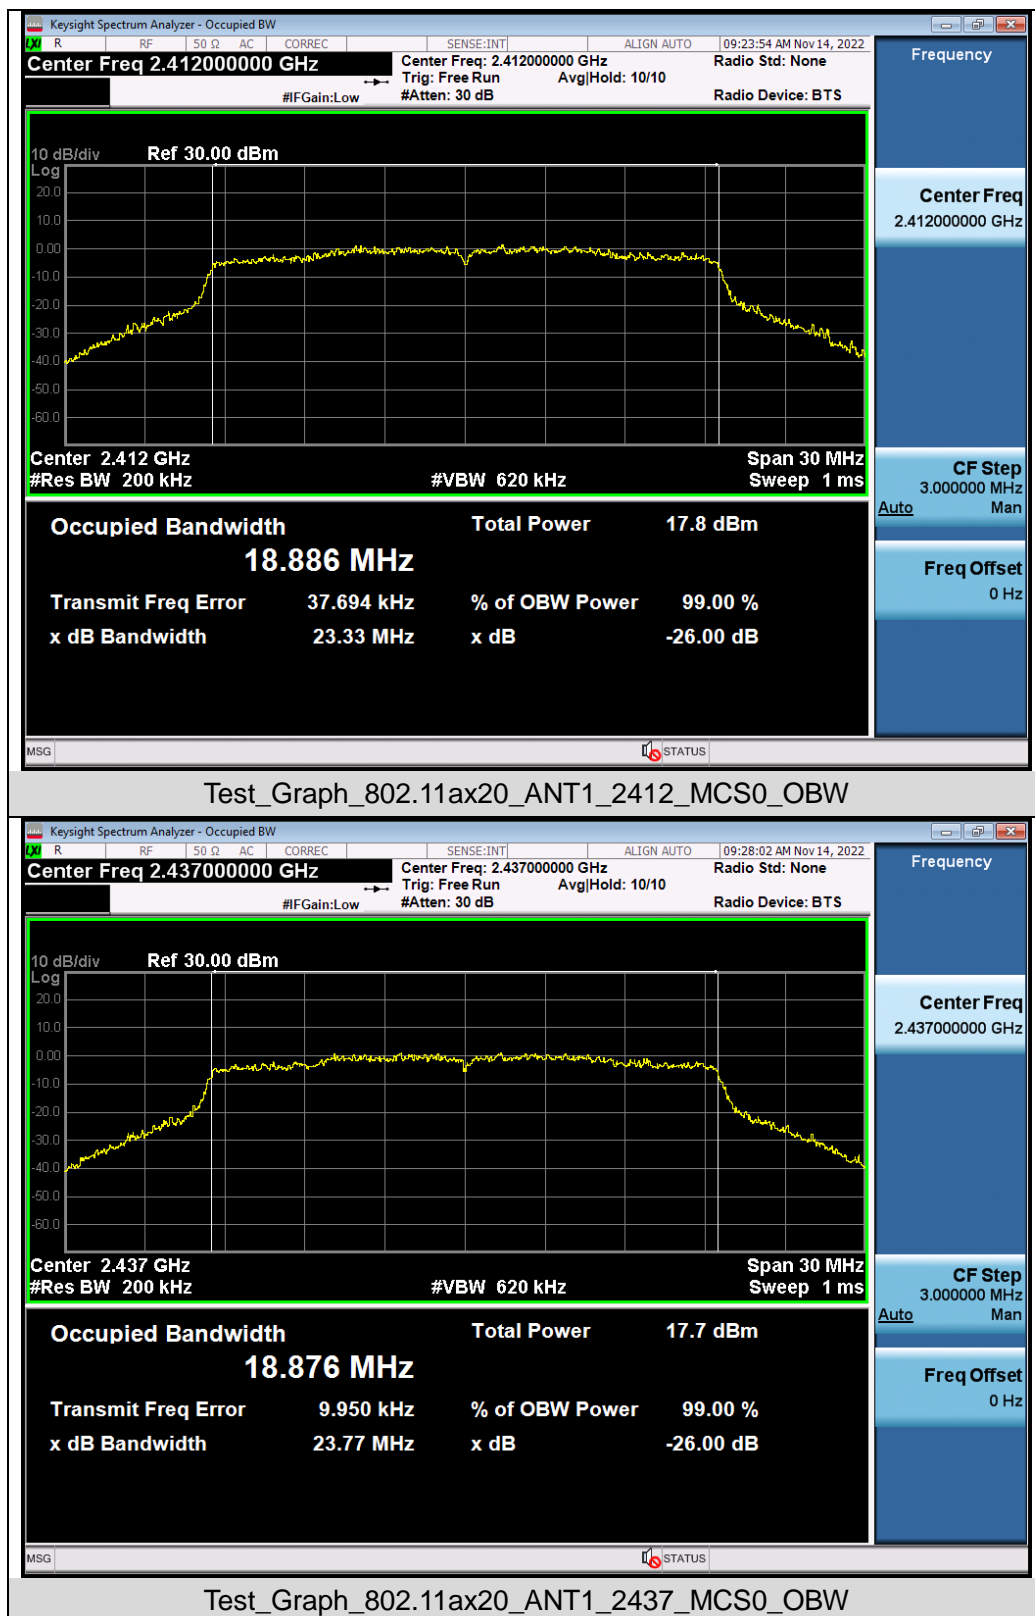 Keysight Spectrum Analyzer - Occupied BW
LXI R RF 50 Ω AC CORREC SENSE:INT ALIGN AUTO 09:23:54 AM Nov 14, 2022
Center Freq 2.412000000 GHz
Center Freq: 2.412000000 GHz
Radio Std: None
Trig: Free Run
Avg|Hold: 10/10
#IFGain:Low
#Atten: 30 dB
Radio Device: BTS
10 dB/div
Ref 30.00 dBm
Log
20.0
10.0
0.00
-10.0
-20.0
-30.0
-40.0
-50.0
-60.0
Center 2.412 GHz
Span 30 MHz
#Res BW 200 kHz
#VBW 620 kHz
Sweep 1 ms
Occupied Bandwidth
Total Power 17.8 dBm
18.886 MHz
Transmit Freq Error 37.694 kHz % of OBW Power 99.00 %
x dB Bandwidth 23.33 MHz x dB -26.00 dB
MSG
STATUS
Frequency
Center Freq
2.412000000 GHz
CF Step
3.000000 MHz
Auto Man
Freq Offset
0 Hz
Test_Graph_802.11ax20_ANT1_2412_MCS0_OBW
Keysight Spectrum Analyzer - Occupied BW
LXI R RF 50 Ω AC CORREC SENSE:INT ALIGN AUTO 09:28:02 AM Nov 14, 2022
Center Freq 2.437000000 GHz
Center Freq: 2.437000000 GHz
Radio Std: None
Trig: Free Run
Avg|Hold: 10/10
#IFGain:Low
#Atten: 30 dB
Radio Device: BTS
10 dB/div
Ref 30.00 dBm
Log
20.0
10.0
0.00
-10.0
-20.0
-30.0
-40.0
-50.0
-60.0
Center 2.437 GHz
Span 30 MHz
#Res BW 200 kHz
#VBW 620 kHz
Sweep 1 ms
Occupied Bandwidth
Total Power 17.7 dBm
18.876 MHz
Transmit Freq Error 9.950 kHz % of OBW Power 99.00 %
x dB Bandwidth 23.77 MHz x dB -26.00 dB
MSG
STATUS
Frequency
Center Freq
2.437000000 GHz
CF Step
3.000000 MHz
Auto Man
Freq Offset
0 Hz
Test_Graph_802.11ax20_ANT1_2437_MCS0_OBW